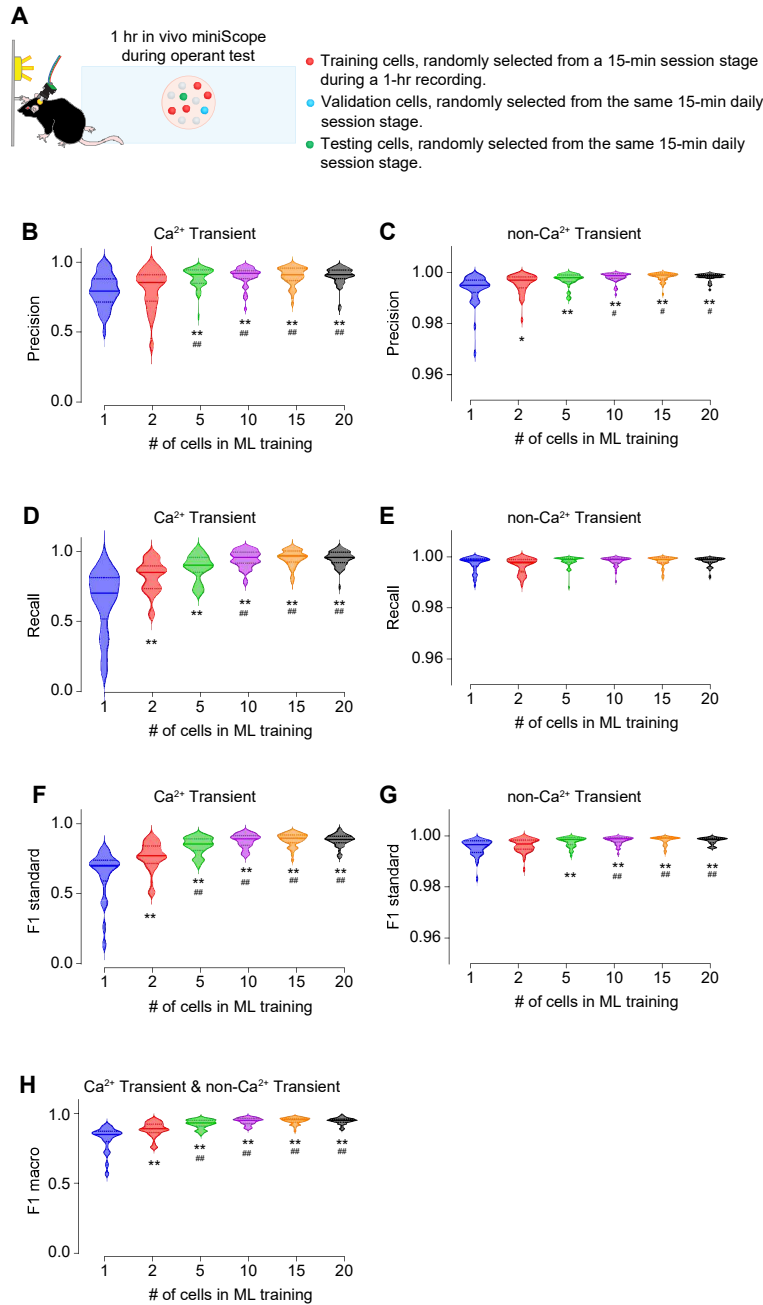 A
1 hr in vivo miniScope
during operant test
Training cells, randomly selected from a 15-min session stage
during a 1-hr recording.
Validation cells, randomly selected from the same 15-min daily
session stage.
Testing cells, randomly selected from the same 15-min daily
session stage.
B
Ca²⁺ Transient
Precision
1.0
0.5
0.0
** ** ** **
## ## ## ##
1 2 5 10 15 20
# of cells in ML training
C
non-Ca²⁺ Transient
Precision
1.00
0.98
0.96
* ** ** ** **
# # #
1 2 5 10 15 20
# of cells in ML training
D
Ca²⁺ Transient
Recall
1.0
0.5
0.0
** ** ** ** **
## ## ##
1 2 5 10 15 20
# of cells in ML training
E
non-Ca²⁺ Transient
Recall
1.00
0.98
0.96
1 2 5 10 15 20
# of cells in ML training
F
Ca²⁺ Transient
F1 standard
1.0
0.5
0.0
** ** ** ** **
## ## ## ##
1 2 5 10 15 20
# of cells in ML training
G
non-Ca²⁺ Transient
F1 standard
1.00
0.98
0.96
** ** ** **
## ## ##
1 2 5 10 15 20
# of cells in ML training
H
Ca²⁺ Transient & non-Ca²⁺ Transient
F1 macro
1.0
0.5
0.0
** ** ** ** **
## ## ## ##
1 2 5 10 15 20
# of cells in ML training